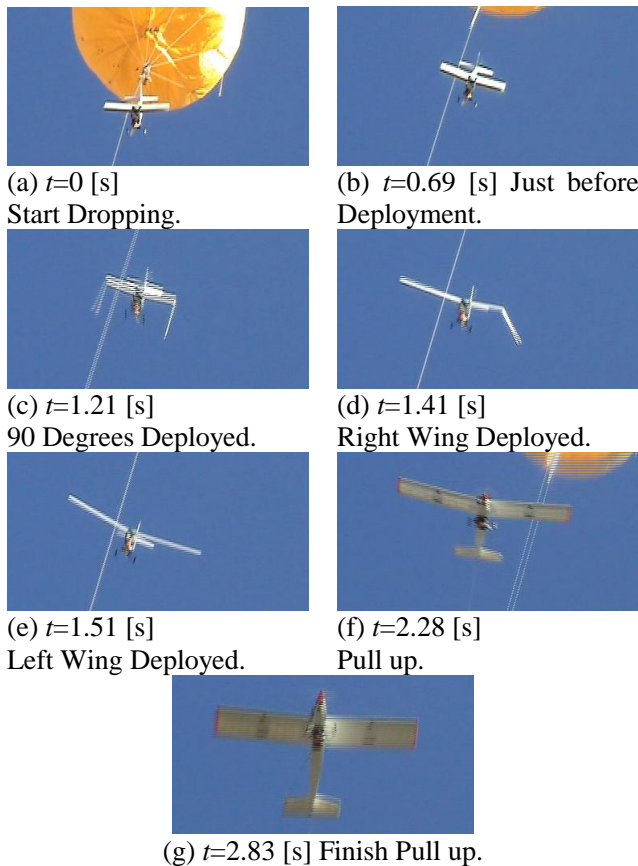 (a) t=0 [s]
Start Dropping.
(b) t=0.69 [s] Just before
Deployment.
(c) t=1.21 [s]
90 Degrees Deployed.
(d) t=1.41 [s]
Right Wing Deployed.
(e) t=1.51 [s]
Left Wing Deployed.
(f) t=2.28 [s]
Pull up.
(g) t=2.83 [s] Finish Pull up.